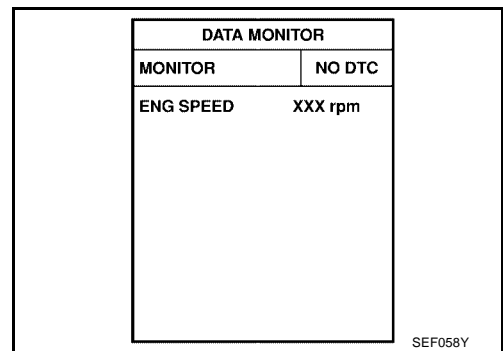 DATA MONITOR
MONITOR NO DTC
ENG SPEED XXX rpm
SEF058Y